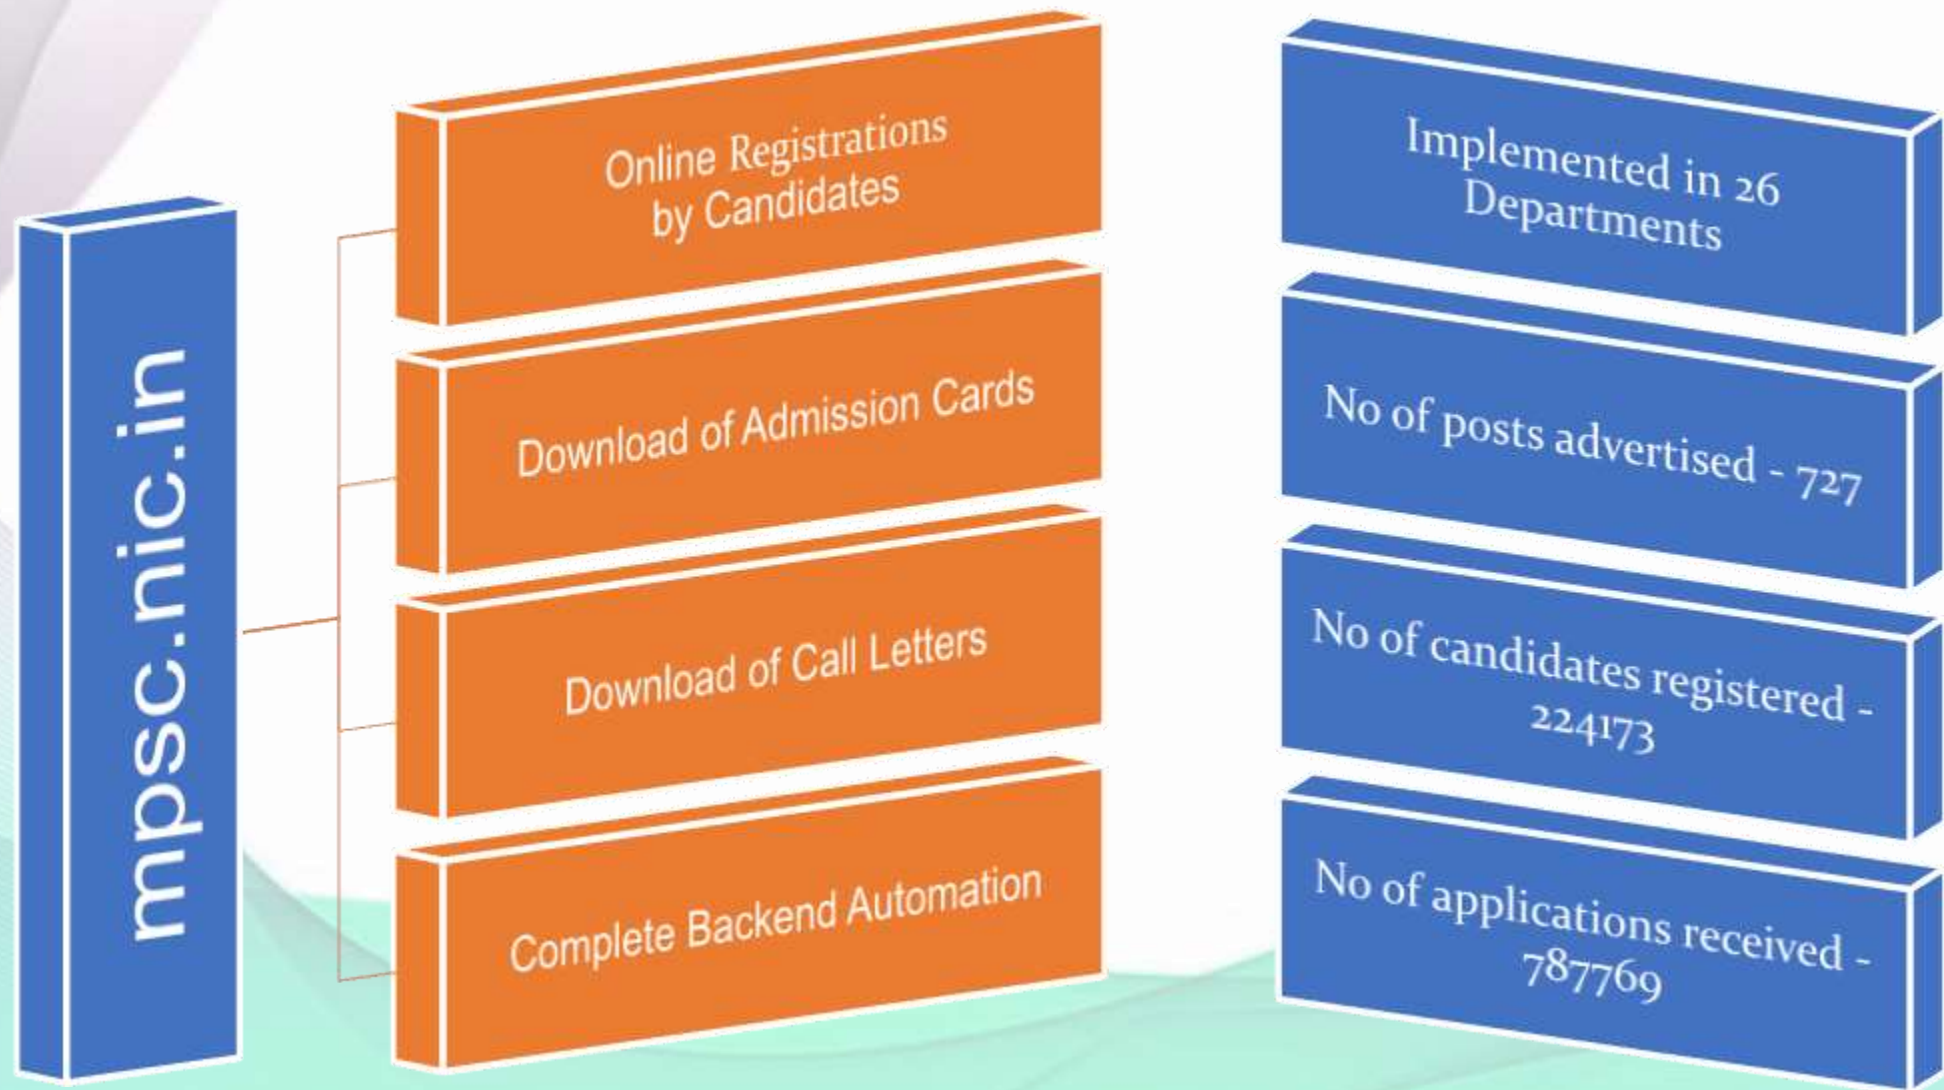 mpsc.nic.in
Online Registrations
by Candidates
Download of Admission Cards
Download of Call Letters
Complete Backend Automation
Implemented in 26
Departments
No of posts advertised - 727
No of candidates registered -
224173
No of applications received -
787769